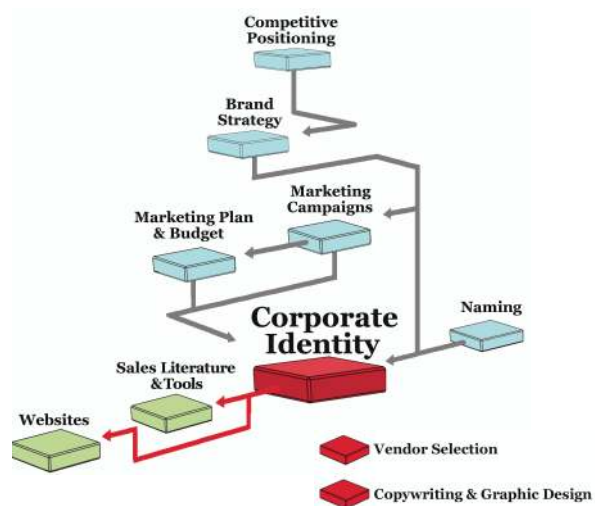 Competitive
Positioning
Brand
Strategy
Marketing
Campaigns
Marketing Plan
& Budget
Naming
Corporate
Identity
Sales Literature
&Tools
Websites
Vendor Selection
Copywriting & Graphic Design